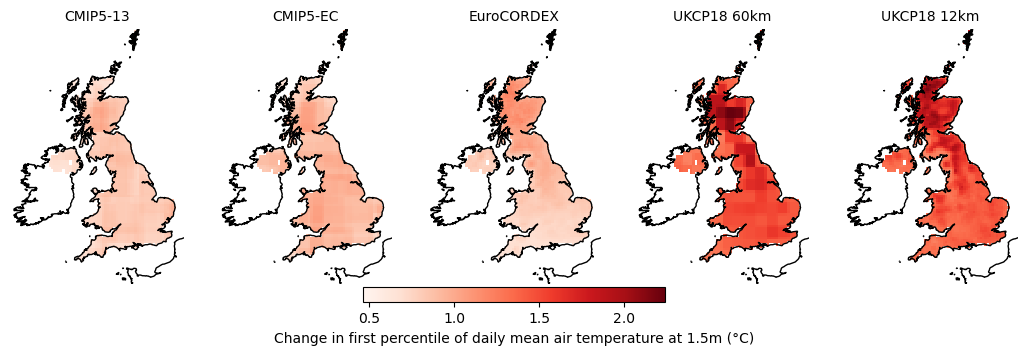 CMIP5-13 CMIP5-EC EuroCORDEX UKCP18 60km UKCP18 12km
0.5 1.0 1.5 2.0
Change in first percentile of daily mean air temperature at 1.5m (°C)